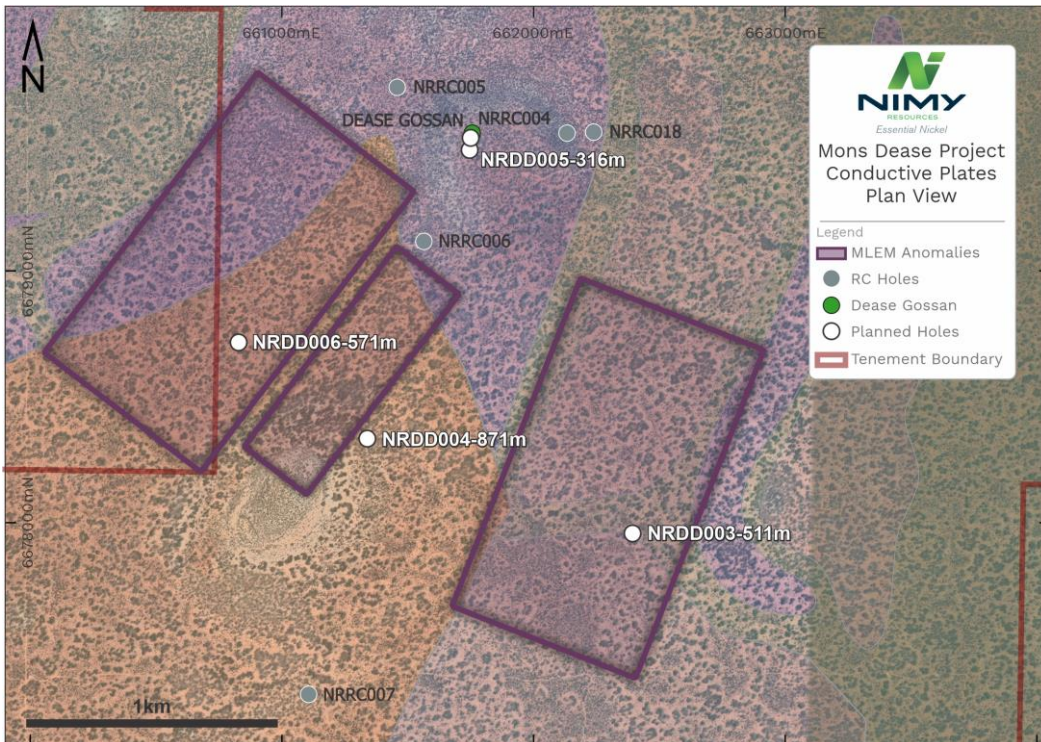 661000mE
662000mE
663000mE
N
NIMY
RESOURCES
Essential Nickel
Mons Dease Project
Conductive Plates
Plan View
Legend
MLEM Anomalies
RC Holes
Dease Gossan
Planned Holes
Tenement Boundary
NRRC005
DEASE GOSSAN
NRRC004
NRRC018
NRDD005-316m
NRRC006
6679000mN
NRDD006-571m
NRDD004-871m
6678000mN
NRDD003-511m
NRRC007
1km